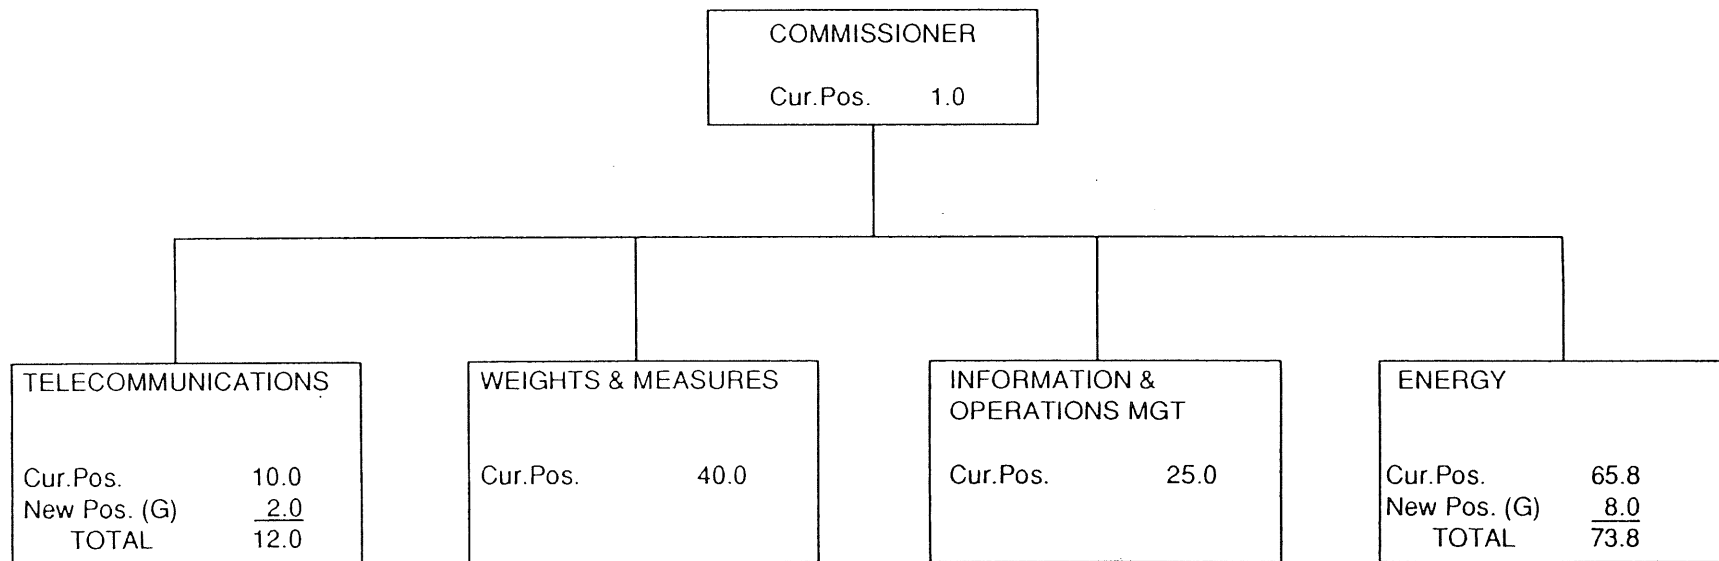 COMMISSIONER
Cur.Pos. 1.0
TELECOMMUNICATIONS
Cur.Pos. 10.0
New Pos. (G) 2.0
TOTAL 12.0
WEIGHTS & MEASURES
Cur.Pos. 40.0
INFORMATION &
OPERATIONS MGT
Cur.Pos. 25.0
ENERGY
Cur.Pos. 65.8
New Pos. (G) 8.0
TOTAL 73.8